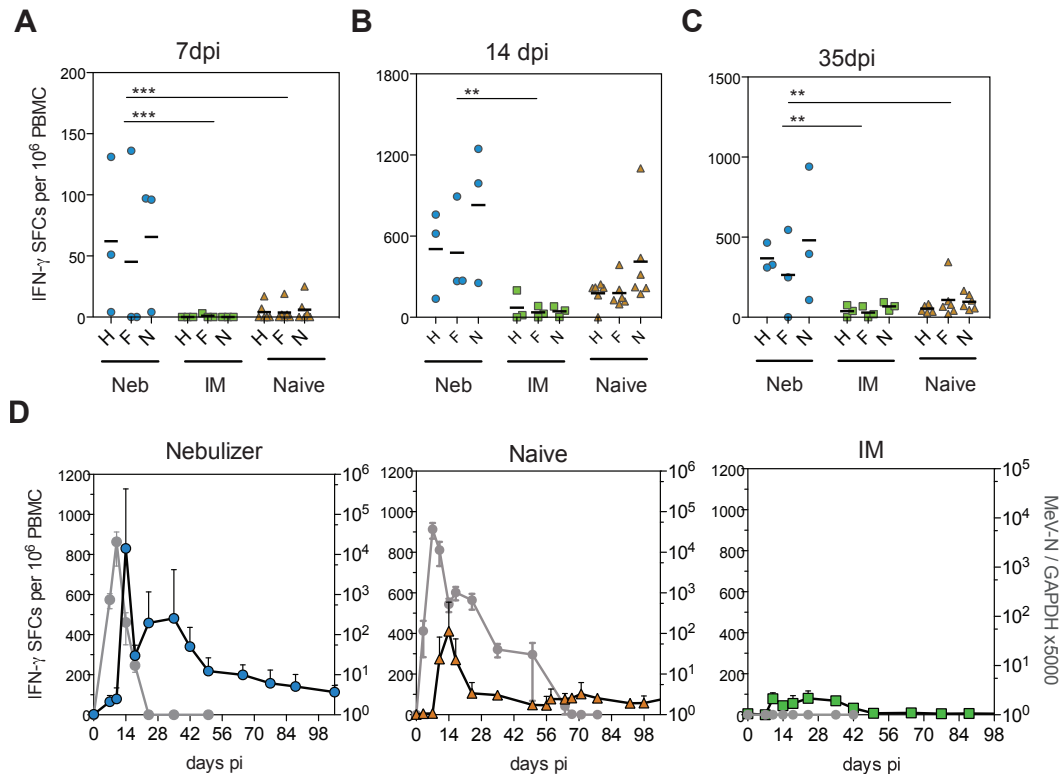 A
7dpi
IFN-γ SFCs per 10⁶ PBMC
200
150
100
50
0
***
***
H F N H F N H F N
Neb IM Naive
B
14 dpi
1800
1200
600
0
**
H F N H F N H F N
Neb IM Naive
C
35dpi
1500
1000
500
0
**
**
H F N H F N H F N
Neb IM Naive
D
Nebulizer
IFN-γ SFCs per 10⁶ PBMC
1200
1000
800
600
400
200
0
10⁶
10⁵
10⁴
10³
10²
10¹
10⁰
0 14 28 42 56 70 84 98
days pi
Naive
1200
1000
800
600
400
200
0
10⁶
10⁵
10⁴
10³
10²
10¹
10⁰
0 14 28 42 56 70 84 98
days pi
IM
1200
1000
800
600
400
200
0
10⁵
10⁴
10³
10²
10¹
10⁰
MeV-N / GAPDH x5000
0 14 28 42 56 70 84 98
days pi